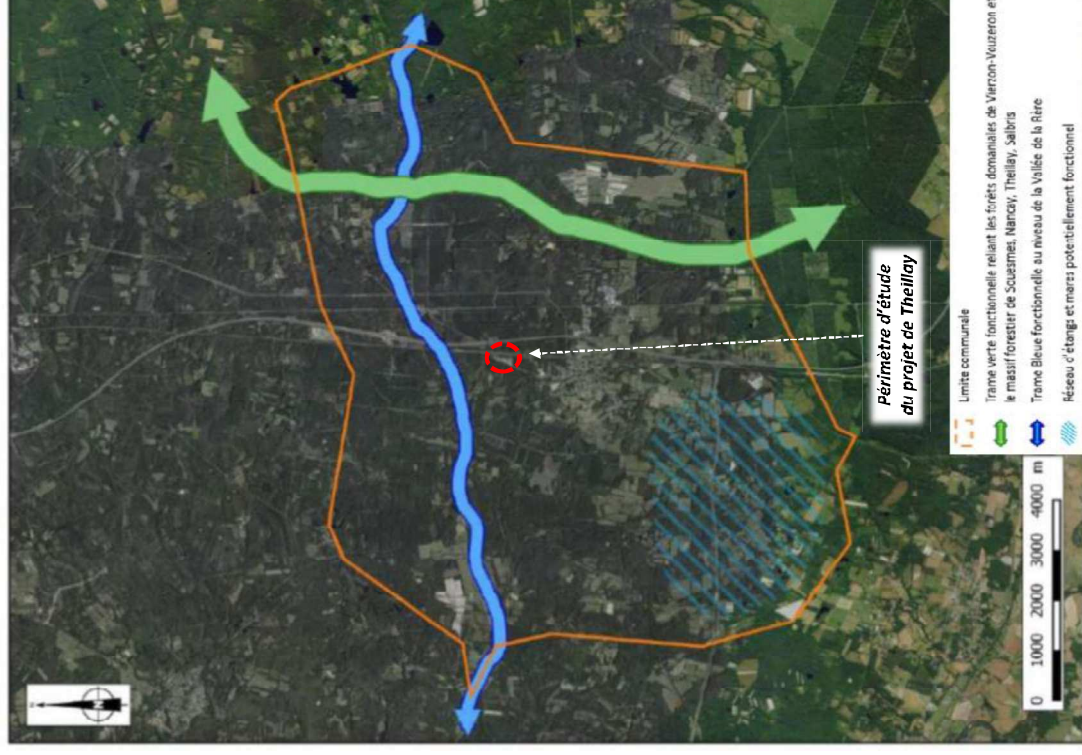 N
Périmètre d'étude
du projet de Theillay
Limite communale
Trame verte fonctionnelle reliant les forêts domaniales de Vierzon-Vouzeron et
le massif forestier de Souesmes, Nançay, Theillay, Salbris
Trame Bleue fonctionnelle au niveau de la Vallée de la Rère
Réseau d'étangs et mares potentiellement fonctionnel
0 1000 2000 3000 4000 m